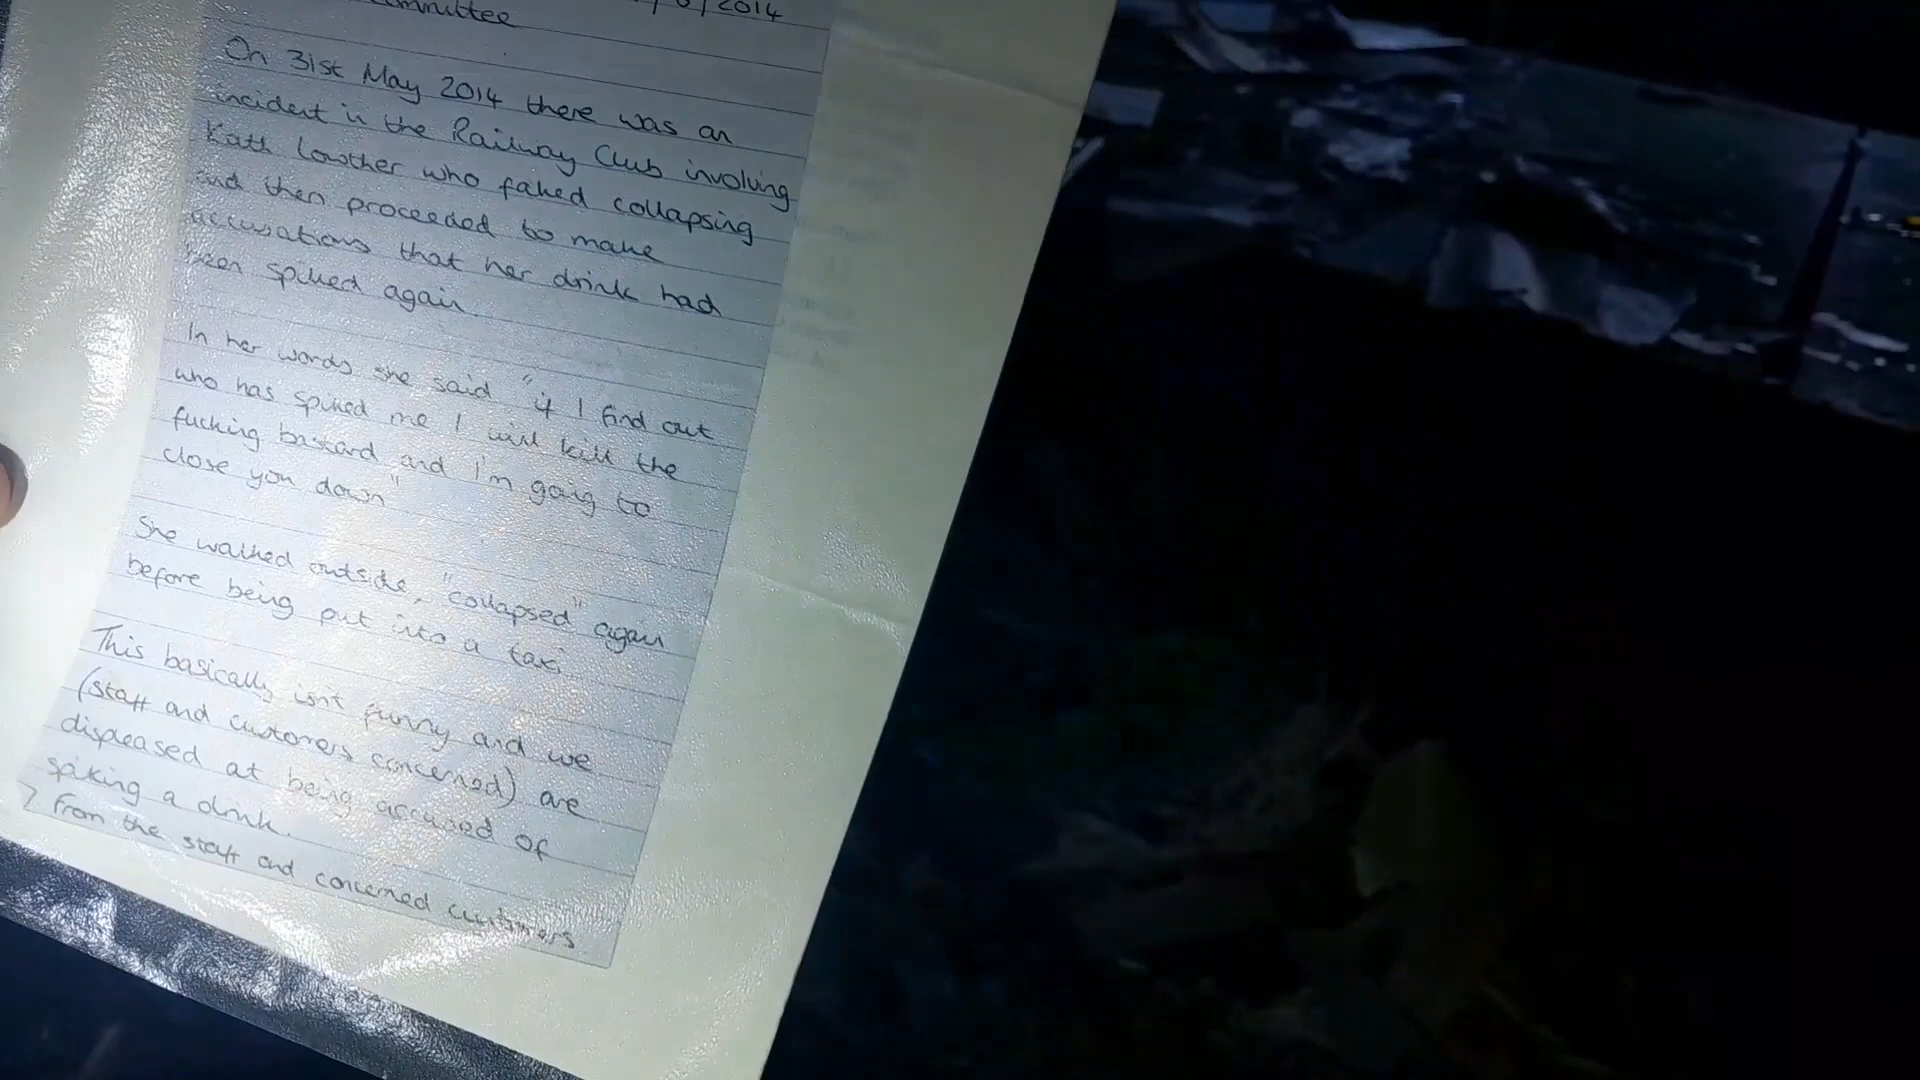 committee /6/2014
On 31st May 2014 there was an
incident in the Railway Club involving
Kath Lowther who faked collapsing
and then proceeded to make
accusations that her drink had
been spiked again.
In her words she said "if I find out
who has spiked me I will kill the
fucking bastard and I'm going to
close you down"
She walked outside, "collapsed" again
before being put into a taxi
This basically isn't funny and we
(staff and customers concerned) are
displeased at being accused of
spiking a drink.
> From the staff and concerned customers